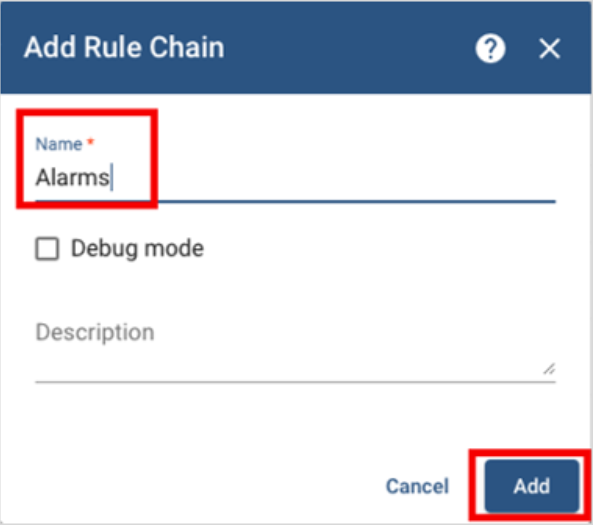 Add Rule Chain
Name *
Alarms
Debug mode
Description
Cancel Add